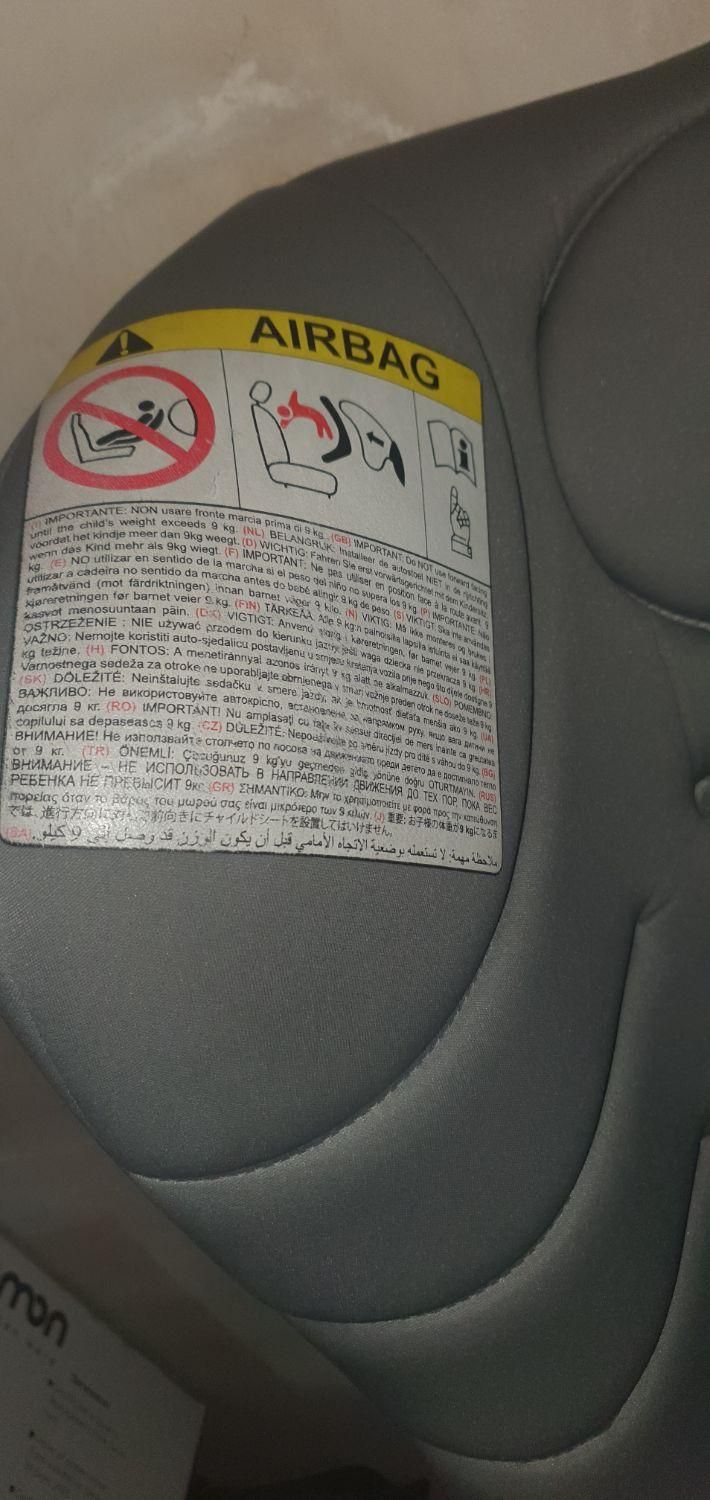 AIRBAG
(I) IMPORTANTE: NON usare fronte marcia prima di 9 kg. (GB) IMPORTANT: Do NOT use forward facing
until the child's weight exceeds 9 kg. (NL) BELANGRIJK: Installeer de autostoel NIET in de rijrichting
voordat het kindje meer dan 9kg weegt. (D) WICHTIG: Fahren Sie erst vorwärtsgerichtet mit dem Kindersitz,
wenn das Kind mehr als 9kg wiegt. (F) IMPORTANT: Ne pas utiliser en position face à la route avant 9
kg. (E) NO utilizar en sentido de la marcha si el peso del niño no supera los 9 kg. (P) IMPORTANTE: Não
utilizar a cadeira no sentido da marcha antes do bebé atingir 9 kg de peso (S) VIKTIGT: Ska inte användas
framåtvänd (mot färdriktningen) innan barnet väger 9 kilo. (N) VIKTIG: Må ikke monteres og brukes i
kjøreretningen før barnet veier 9 kg. (FIN) TÄRKEÄÄ: Alle 9 kg:n painoisilla lapsilla istuinta ei saa käyttää
kasvot menosuuntaan päin. (DK) VIGTIGT: Anvend i køreretningen, før barnet vejer 9 kg. (PL)
OSTRZEŻENIE : NIE używać przodem do kierunku jazdy, jeśli waga dziecka nie przekracza 9 kg. (HR)
VAŽNO: Nemojte koristiti auto-sjedalicu postavljenu u smjeru kretanja vozila prije nego što dijete dostigne 9
kg težine. (H) FONTOS: A menetiránnyal azonos irányt 9 kg alatt se alkalmazzuk. (SLO) POMEMBNO:
Varnostnega sedeža za otroke ne uporabljajte obrnjenega v smeri vožnje preden otrok ne doseže teže 9 kg.
(SK) DÔLEŽITÉ: Neinštalujte sedačku v smere jazdy, ak je hmotnosť dieťaťa menšia ako 9 kg. (UA)
ВАЖЛИВО: Не використовуйте автокрісло, встановлене за напрямком руху, якщо вага дитини не
досягла 9 кг. (RO) IMPORTANT! Nu amplasați cu fața în sensul direcției de mers înainte ca greutatea
copilului sa depaseasca 9 kg (CZ) DŮLEŽITÉ: Nepoužívejte po směru jízdy pro dítě s váhou do 9 kg. (BG)
ВНИМАНИЕ! Не използвайте столчето по посока на движението преди детето да е достигнало тегло
от 9 кг. (TR) ÖNEMLİ: Çocuğunuz 9 kg'yu geçmeden gidiş yönüne doğru OTURTMAYIN. (RUS)
ВНИМАНИЕ – НЕ ИСПОЛЬЗОВАТЬ В НАПРАВЛЕНИИ ДВИЖЕНИЯ ДО ТЕХ ПОР, ПОКА ВЕС
РЕБЕНКА НЕ ПРЕВЫСИТ 9кг (GR) ΣΗΜΑΝΤΙΚΟ: Μην το χρησιμοποιείτε με φορά προς την κατεύθυνση
πορείας όταν το βάρος του μωρού σας είναι μικρότερο των 9 κιλών. (J) 重要: お子様の体重が9 kgになるま
では、進行方向に前向きにチャイルドシートを設置してはいけません。
(SA) ملاحظة مهمة: لا تستعمله بوضعية الاتجاه الأمامي قبل أن يكون الوزن قد وصل إلى 9 كيلو.
mon